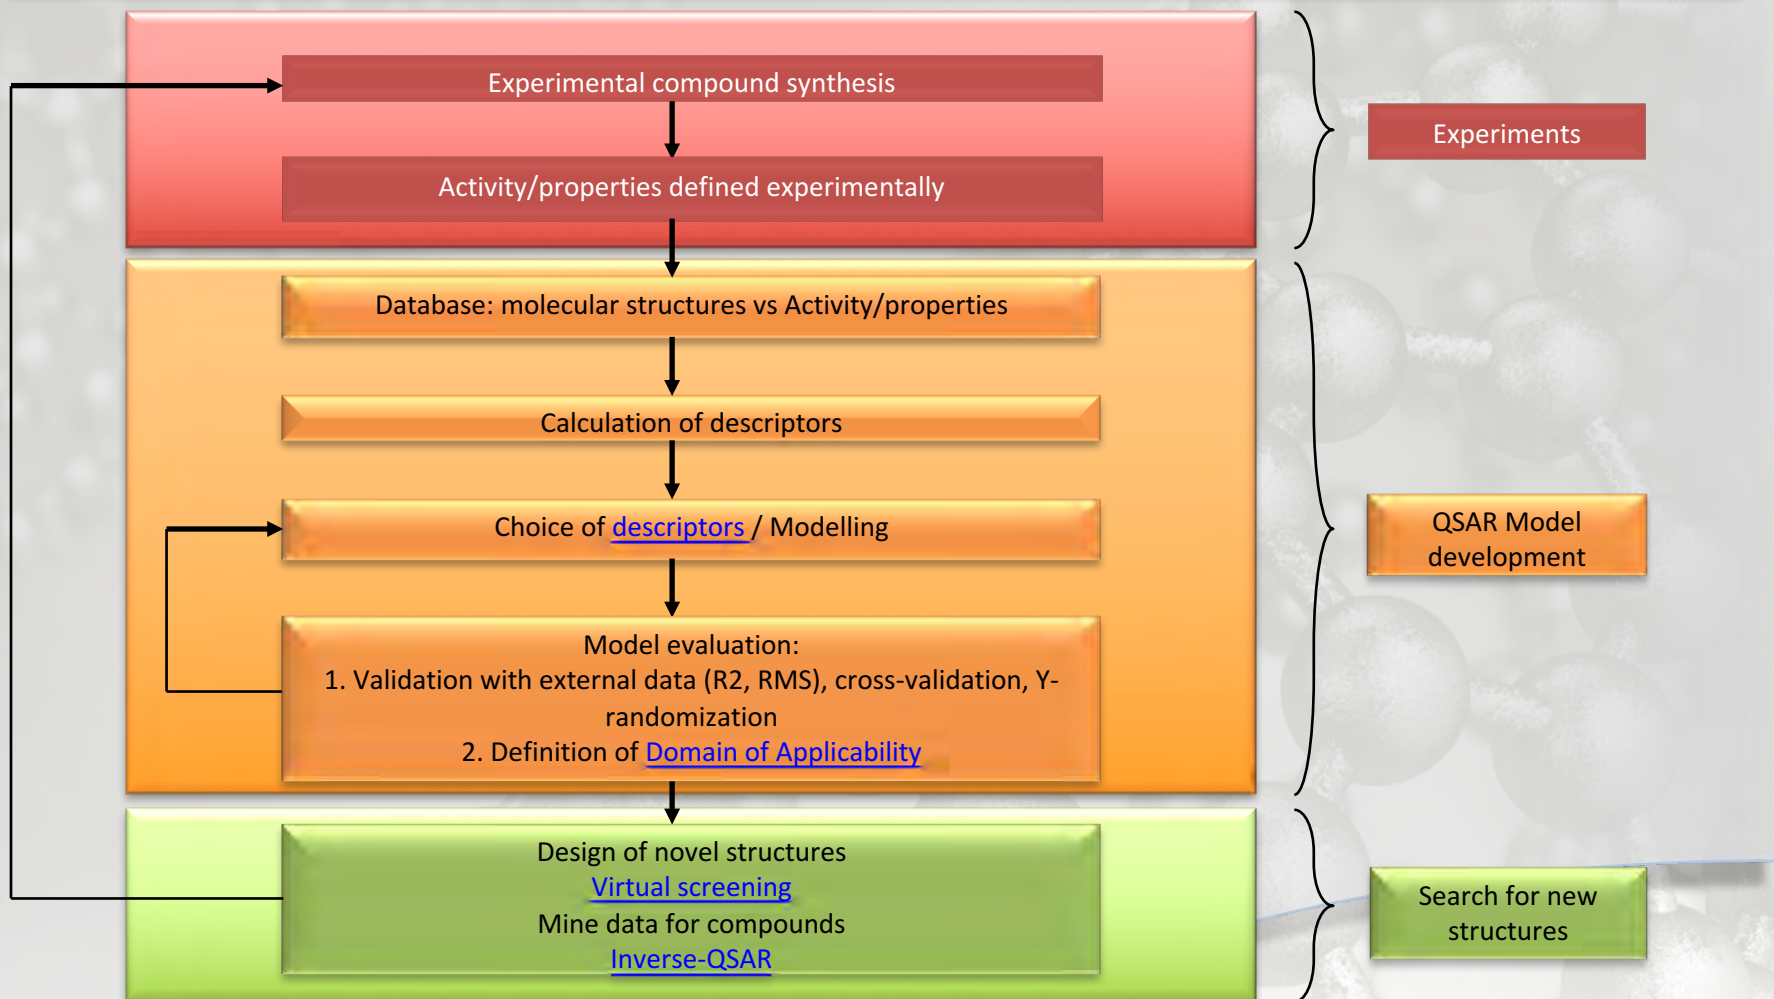 Experimental compound synthesis
Activity/properties defined experimentally
Experiments
Database: molecular structures vs Activity/properties
Calculation of descriptors
Choice of descriptors / Modelling
QSAR Model
development
Model evaluation:
1. Validation with external data (R2, RMS), cross-validation, Y-
randomization
2. Definition of Domain of Applicability
Design of novel structures
Virtual screening
Mine data for compounds
Inverse-QSAR
Search for new
structures